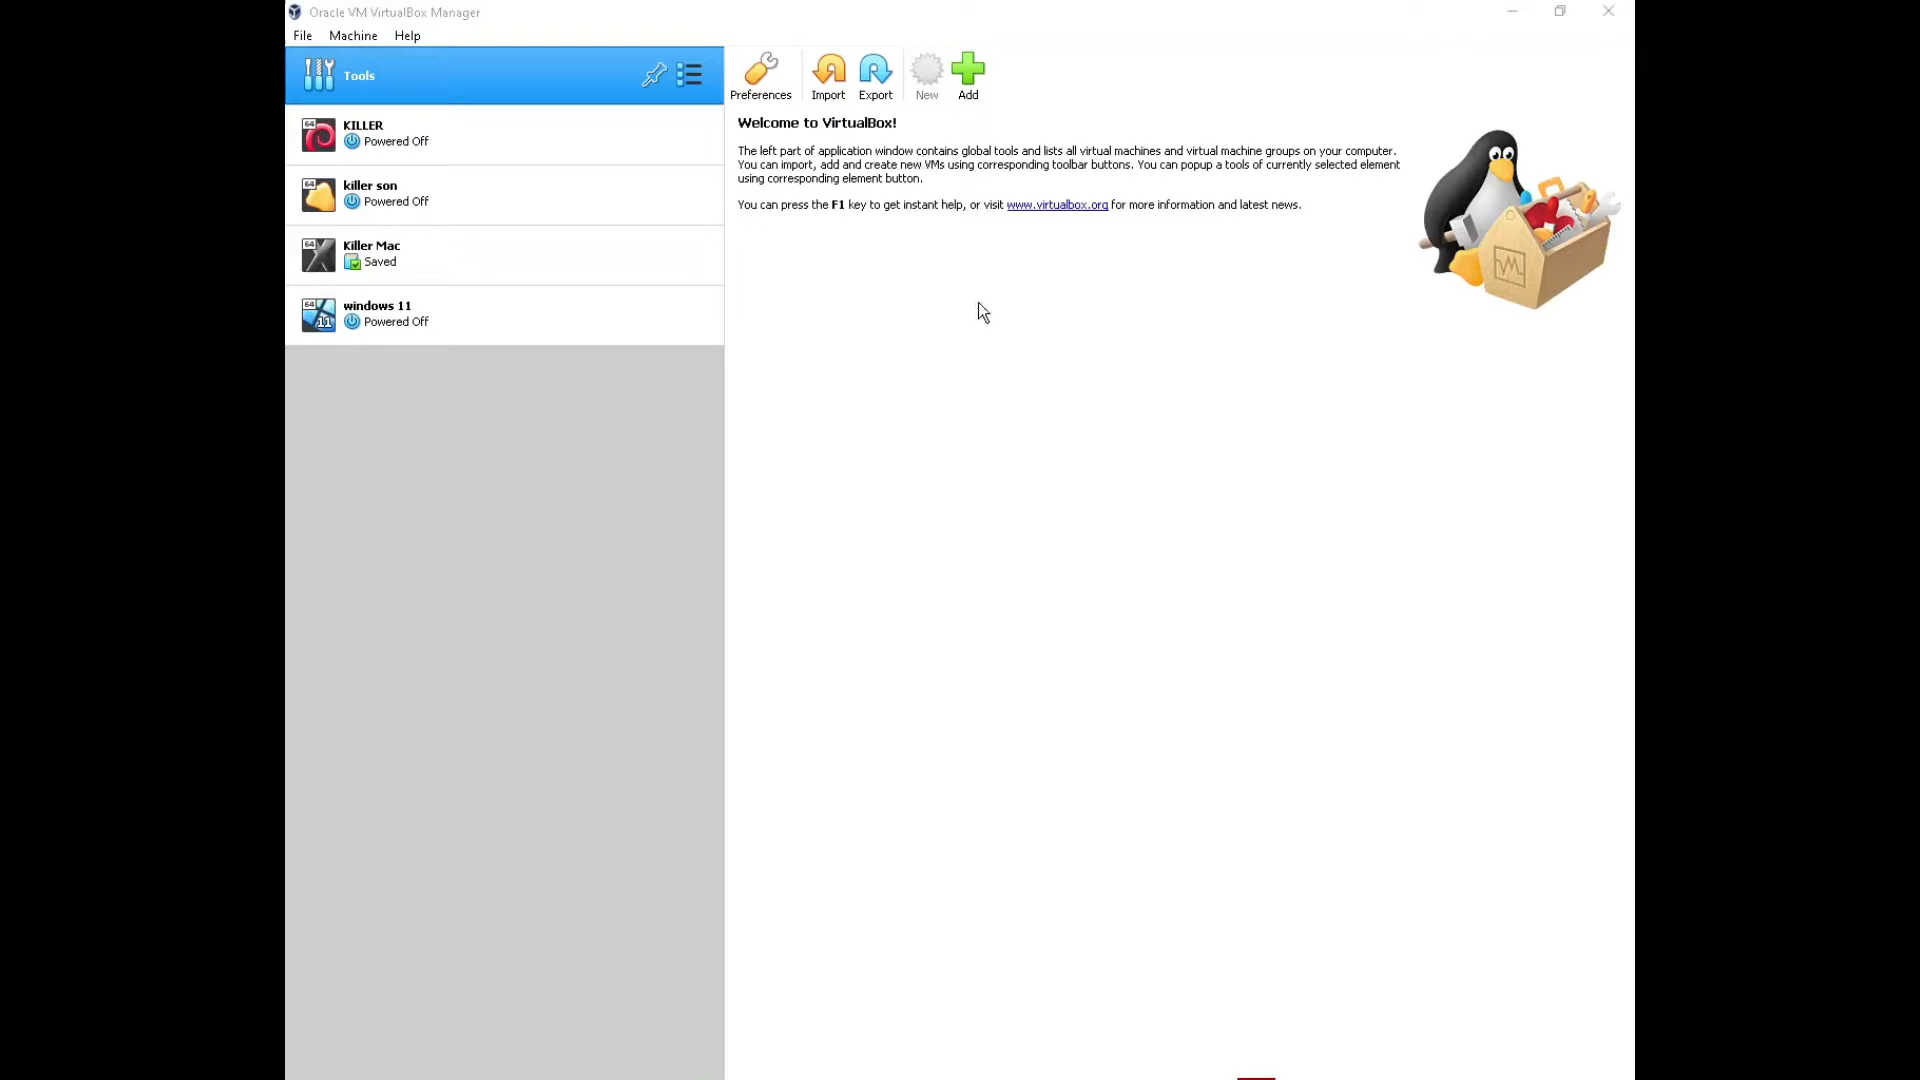 Oracle VM VirtualBox Manager
File Machine Help
Tools
Preferences Import Export New Add
64 KILLER
Powered Off
64 killer son
Powered Off
64 Killer Mac
Saved
64 windows 11
11 Powered Off
Welcome to VirtualBox!
The left part of application window contains global tools and lists all virtual machines and virtual machine groups on your computer.
You can import, add and create new VMs using corresponding toolbar buttons. You can popup a tools of currently selected element
using corresponding element button.
You can press the F1 key to get instant help, or visit www.virtualbox.org for more information and latest news.